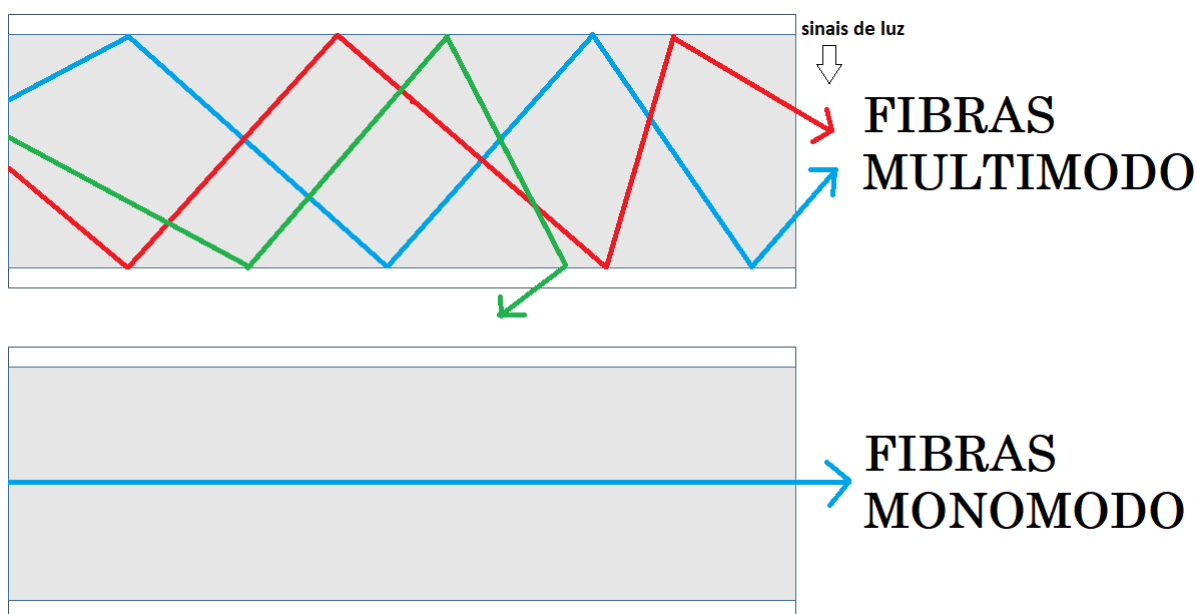 sinais de luz
FIBRAS
MULTIMODO
FIBRAS
MONOMODO